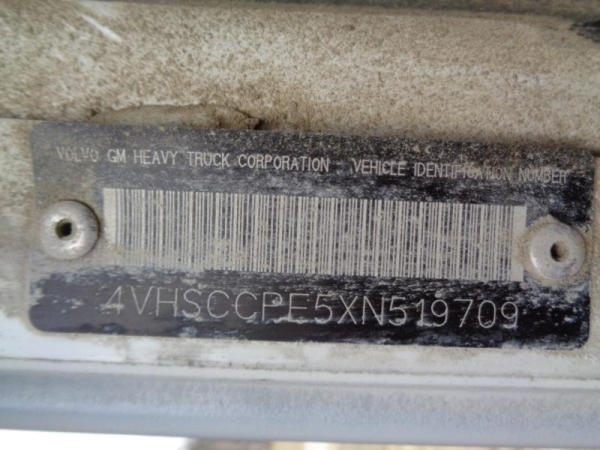 VOLVO GM HEAVY TRUCK CORPORATION - VEHICLE IDENTIFICATION NUMBER
4VHSCCPE5XN519709